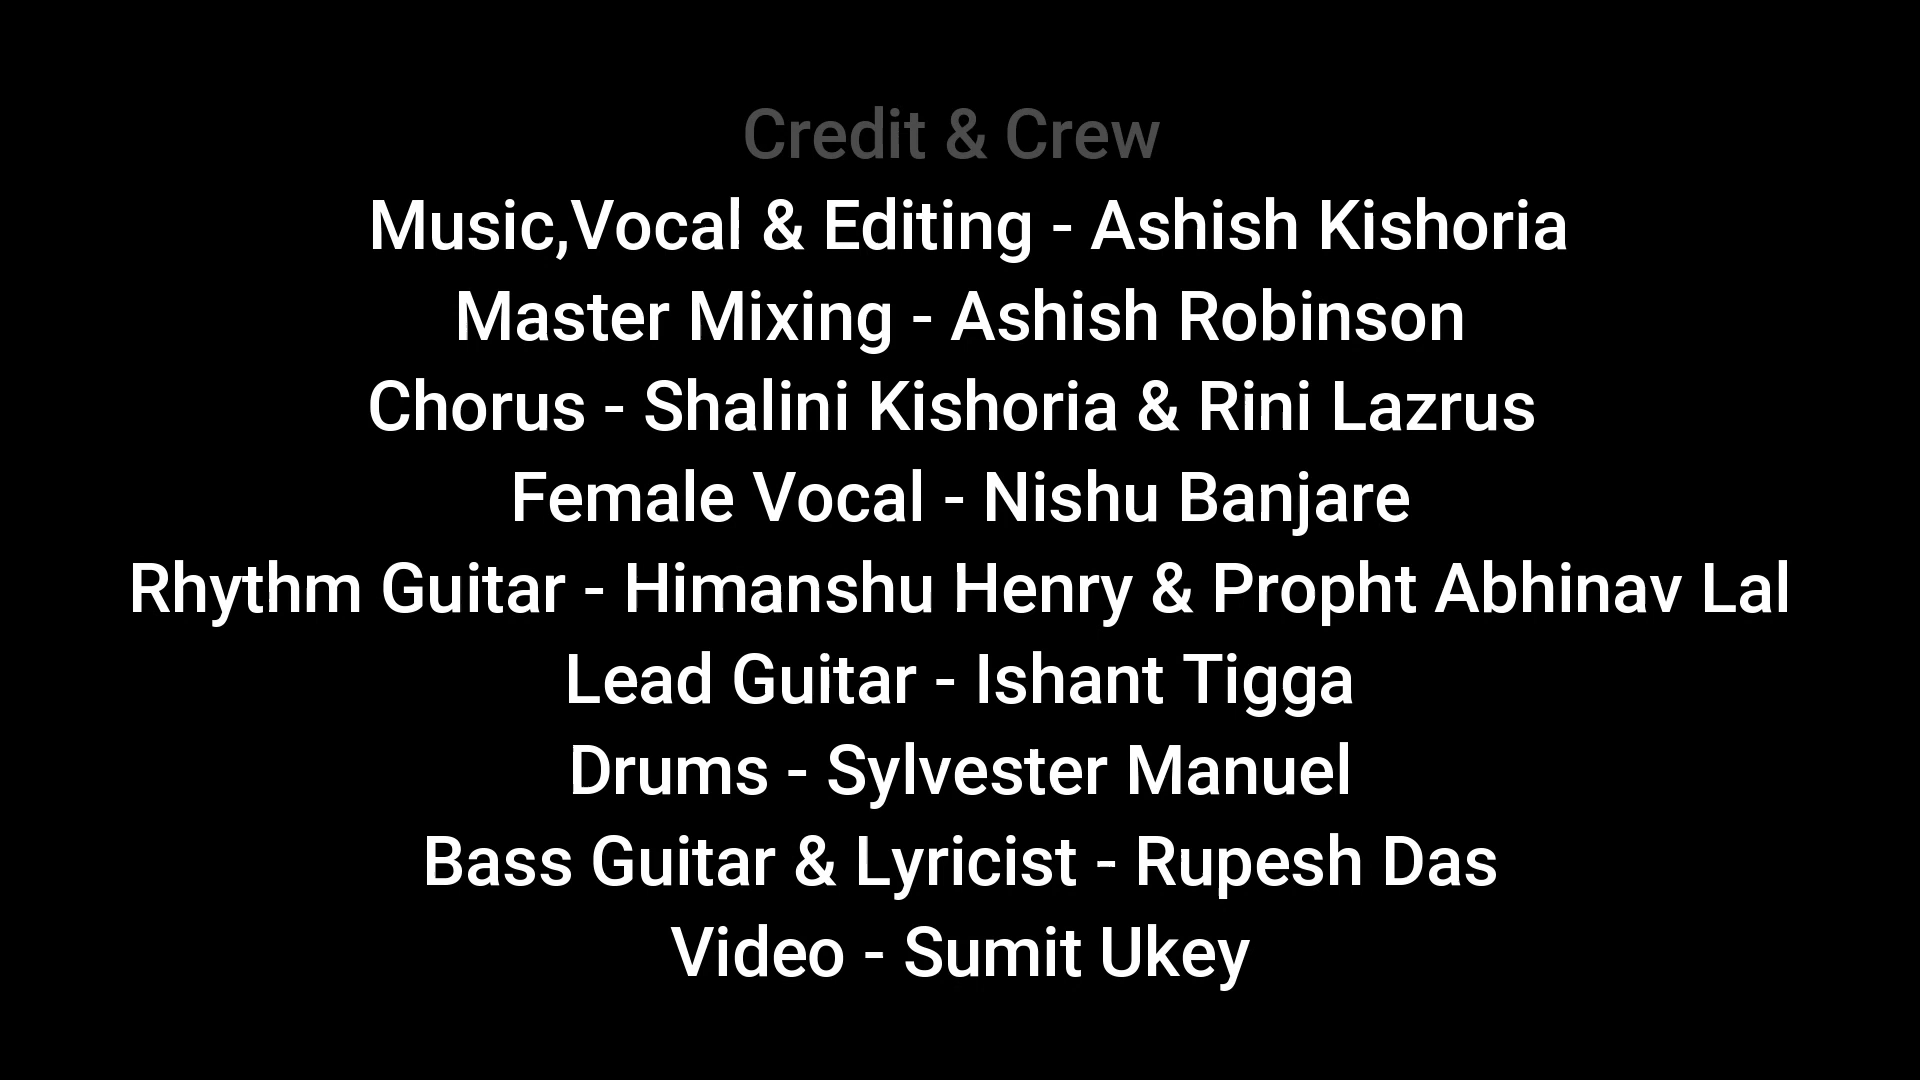 Credit & Crew
Music,Vocal & Editing - Ashish Kishoria
Master Mixing - Ashish Robinson
Chorus - Shalini Kishoria & Rini Lazrus
Female Vocal - Nishu Banjare
Rhythm Guitar - Himanshu Henry & Propht Abhinav Lal
Lead Guitar - Ishant Tigga
Drums - Sylvester Manuel
Bass Guitar & Lyricist - Rupesh Das
Video - Sumit Ukey